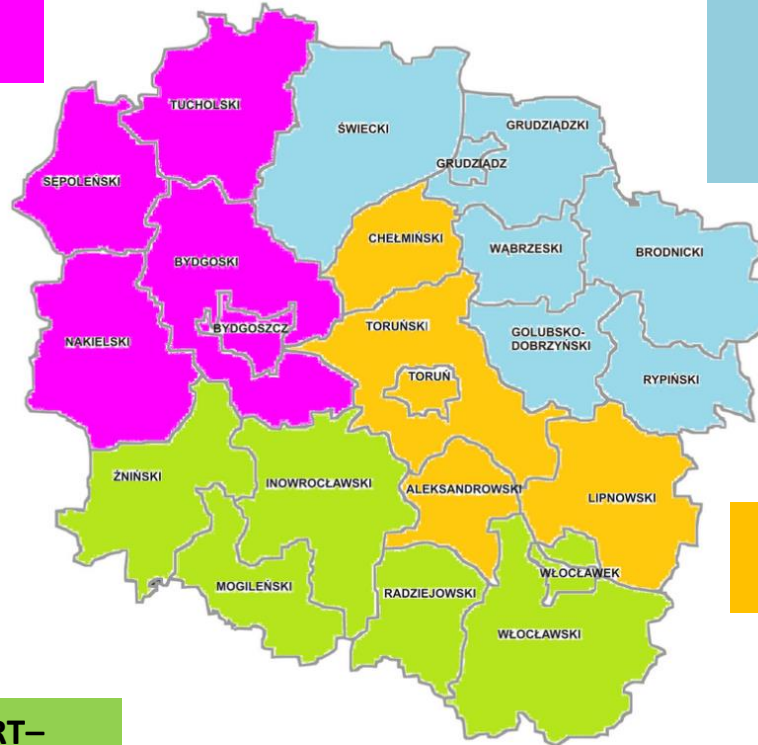 TUCHOLSKI
ŚWIECKI
GRUDZIĄDZKI
GRUDZIĄDZ
SĘPOLEŃSKI
CHEŁMIŃSKI
WĄBRZESKI
BRODNICKI
BYDGOSKI
BYDGOSZCZ
TORUŃSKI
GOLUBSKO-
DOBRZYŃSKI
NAKIELSKI
TORUŃ
RYPIŃSKI
ŻNIŃSKI
INOWROCŁAWSKI
ALEKSANDROWSKI
LIPNOWSKI
WŁOCŁAWEK
MOGILEŃSKI
RADZIEJOWSKI
WŁOCŁAWSKI
RT–